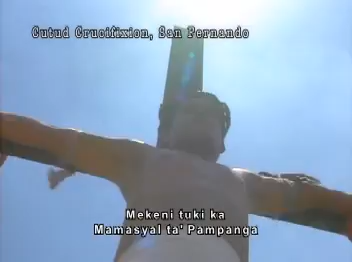 Cutud Crucifixion, San Fernando
Mekeni tuki ka
Mamasyal ta' Pampanga